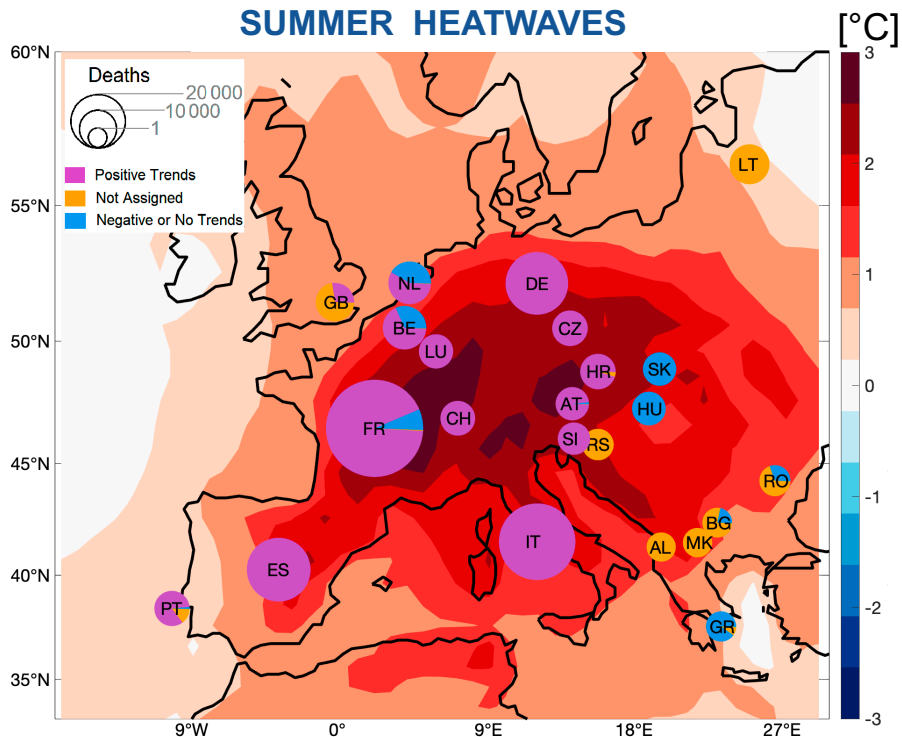 SUMMER HEATWAVES
[°C]
60°N
55°N
50°N
45°N
40°N
35°N
Deaths
20 000
10 000
1
Positive Trends
Not Assigned
Negative or No Trends
LT
NL
DE
GB
BE
CZ
LU
HR
SK
AT
HU
FR
CH
SI
RS
RO
BG
IT
AL
MK
ES
PT
GR
9°W
0°
9°E
18°E
27°E
3
2
1
0
-1
-2
-3